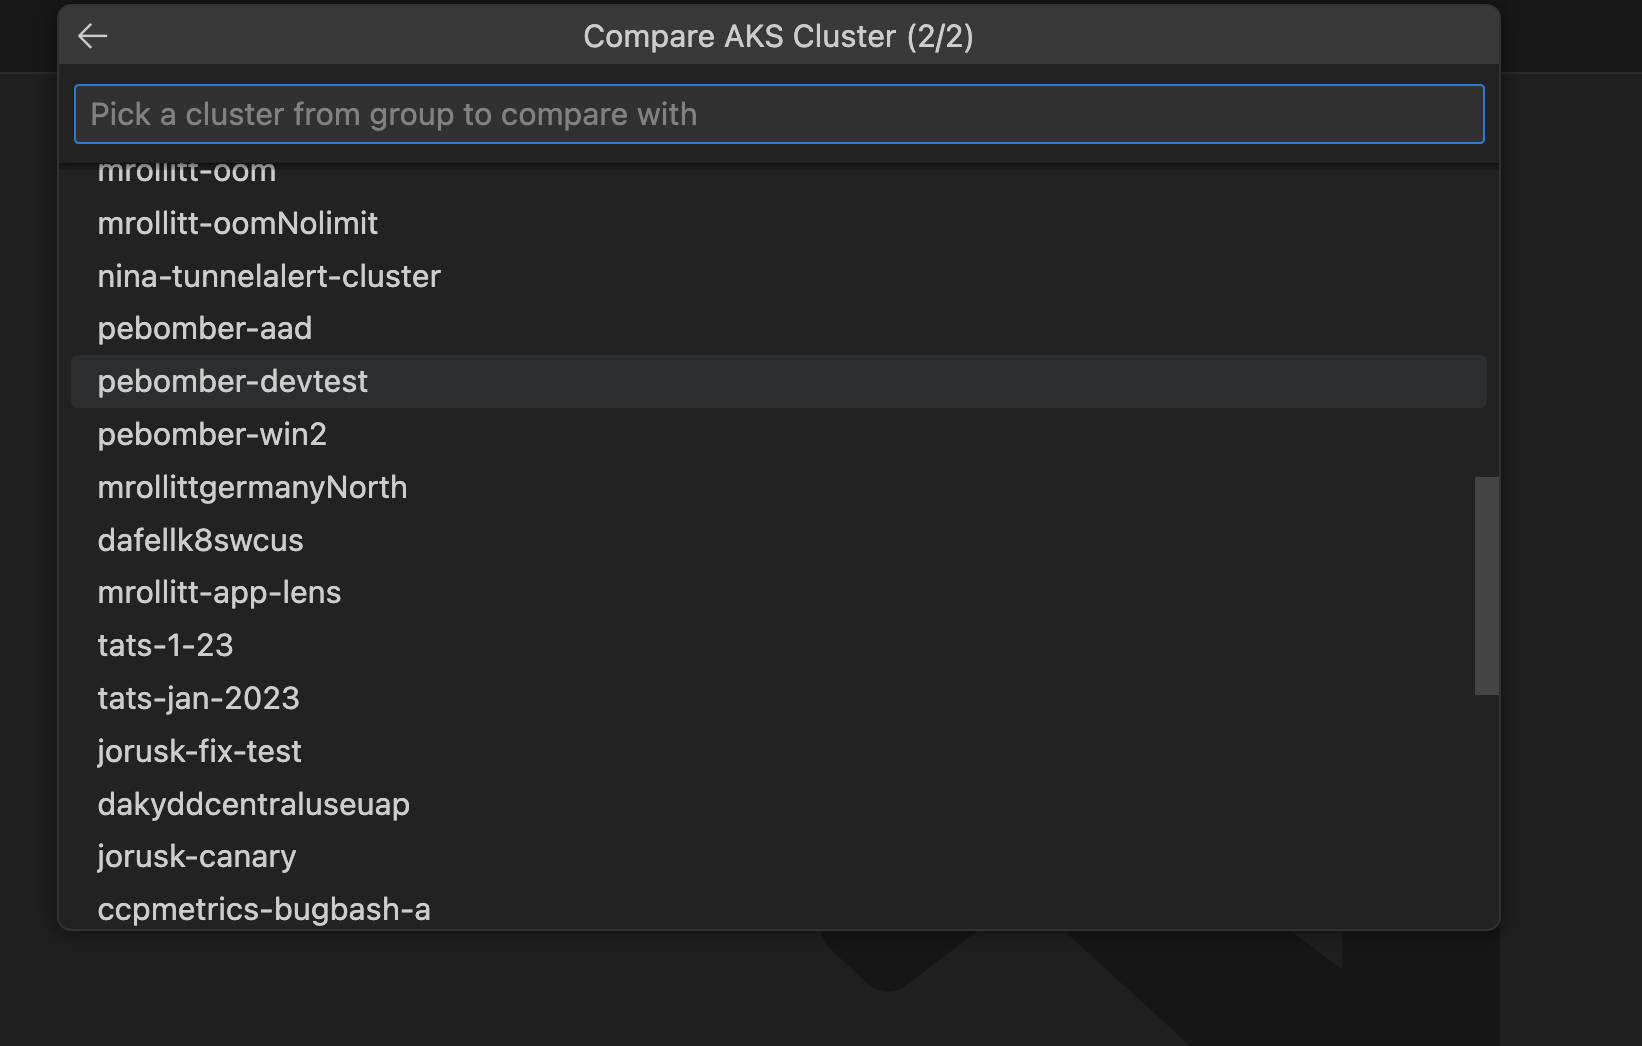 Compare AKS Cluster (2/2)
Pick a cluster from group to compare with
mrollitt-oom
mrollitt-oomNolimit
nina-tunnelalert-cluster
pebomber-aad
pebomber-devtest
pebomber-win2
mrollittgermanyNorth
dafellk8swcus
mrollitt-app-lens
tats-1-23
tats-jan-2023
jorusk-fix-test
dakyddcentraluseuap
jorusk-canary
ccpmetrics-bugbash-a